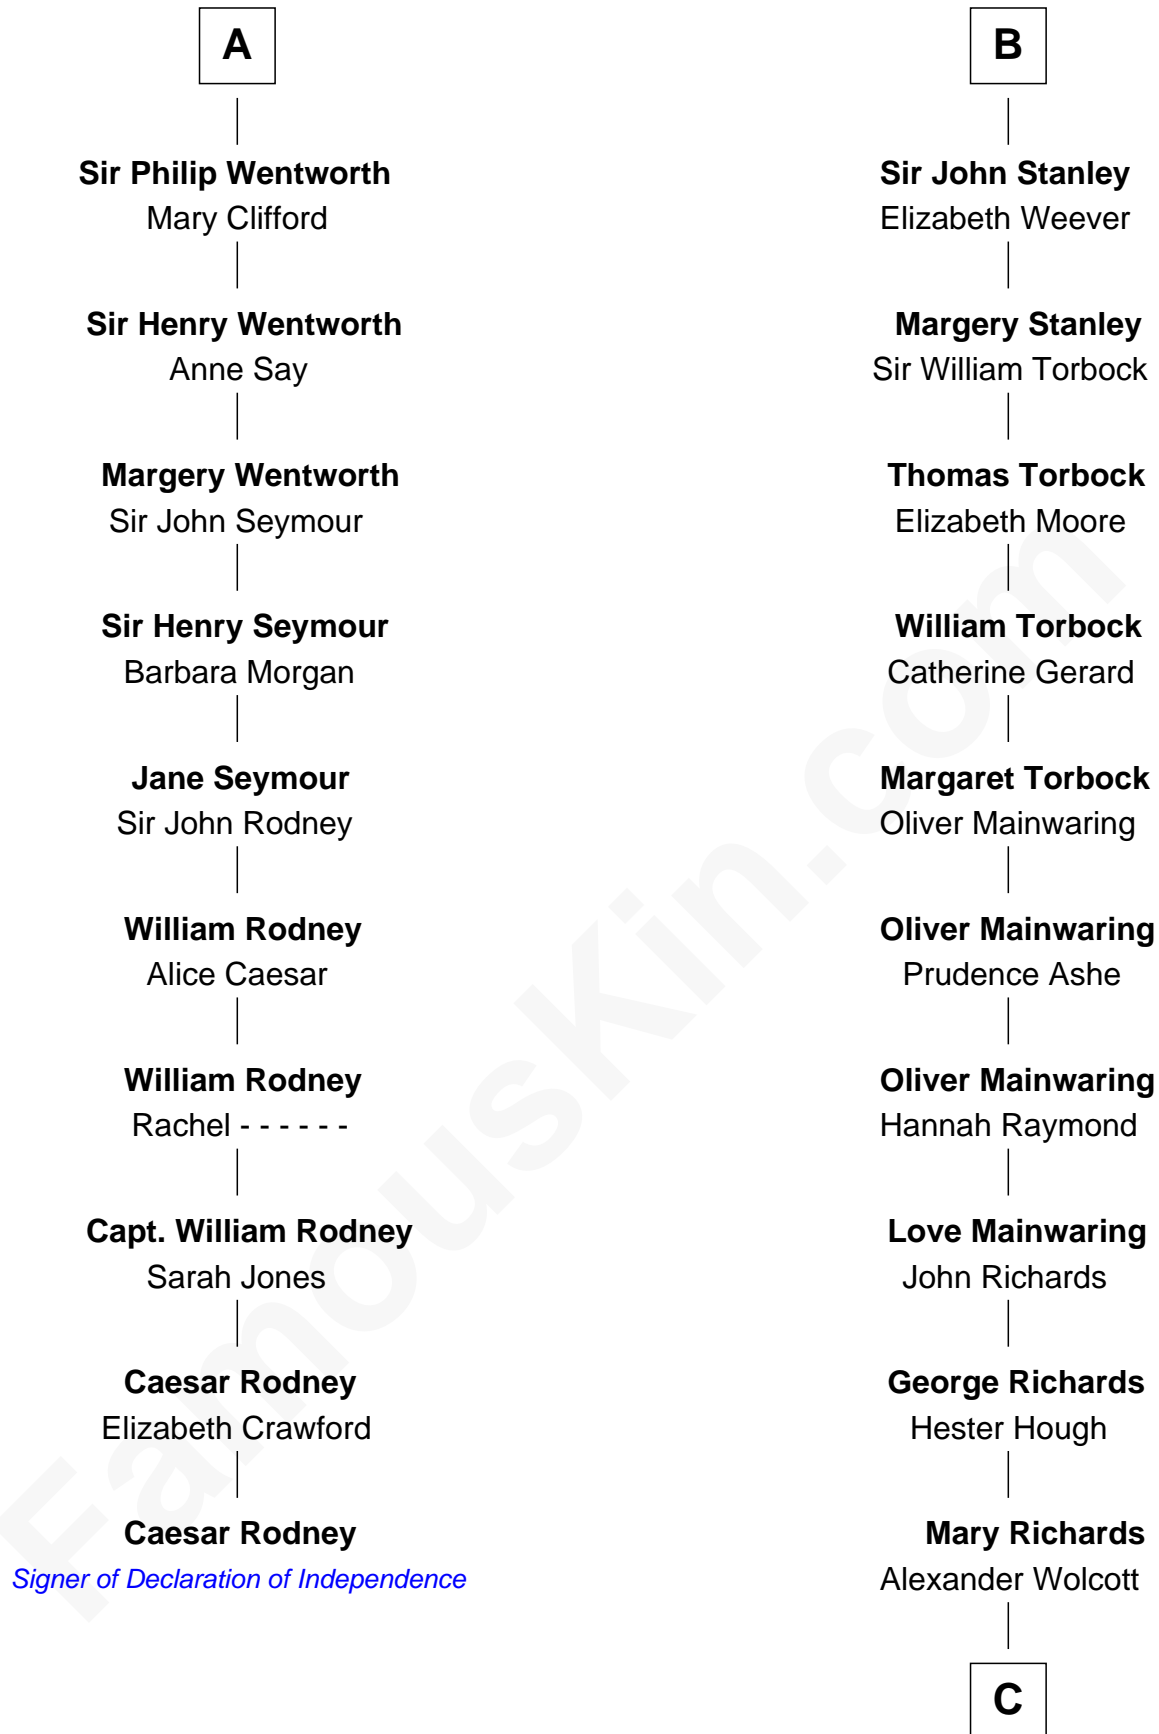 A
Sir Philip Wentworth
Mary Clifford
Sir Henry Wentworth
Anne Say
Margery Wentworth
Sir John Seymour
Sir Henry Seymour
Barbara Morgan
Jane Seymour
Sir John Rodney
William Rodney
Alice Caesar
William Rodney
Rachel - - - - - -
Capt. William Rodney
Sarah Jones
Caesar Rodney
Elizabeth Crawford
Caesar Rodney
Signer of Declaration of Independence
B
Sir John Stanley
Elizabeth Weever
Margery Stanley
Sir William Torbock
Thomas Torbock
Elizabeth Moore
William Torbock
Catherine Gerard
Margaret Torbock
Oliver Mainwaring
Oliver Mainwaring
Prudence Ashe
Oliver Mainwaring
Hannah Raymond
Love Mainwaring
John Richards
George Richards
Hester Hough
Mary Richards
Alexander Wolcott
C
FamousKin.com